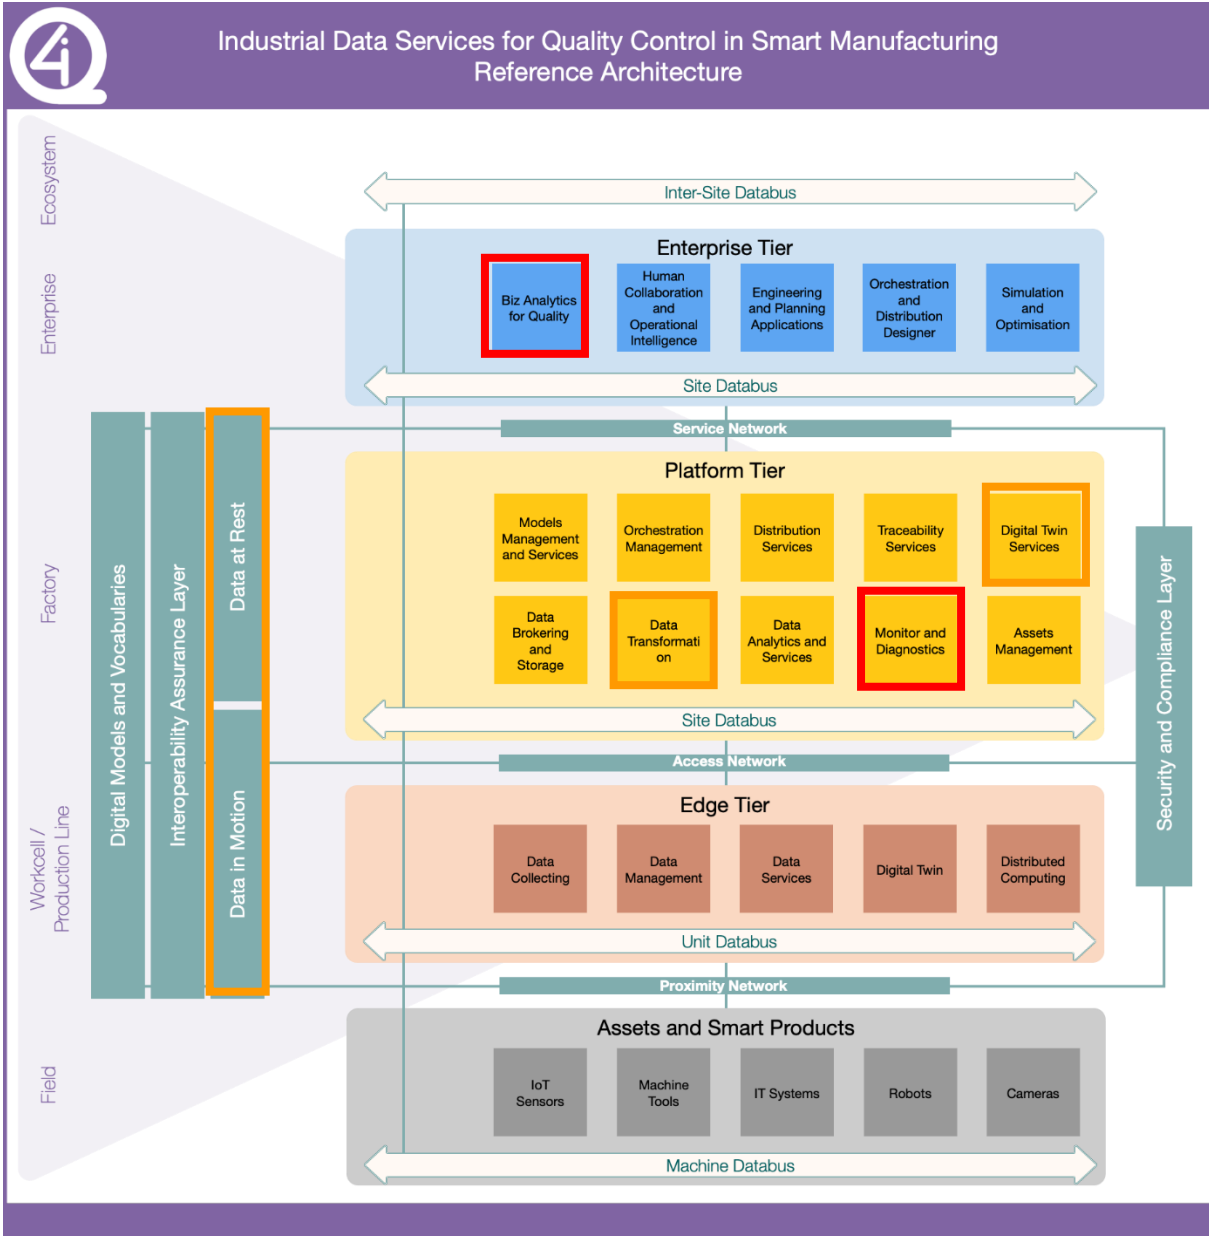 4i
Industrial Data Services for Quality Control in Smart Manufacturing
Reference Architecture
Ecosystem
Enterprise
Factory
Workcell /
Production Line
Field
Digital Models and Vocabularies
Interoperability Assurance Layer
Data at Rest
Data in Motion
Inter-Site Databus
Enterprise Tier
Biz Analytics
for Quality
Human
Collaboration
and
Operational
Intelligence
Engineering
and Planning
Applications
Orchestration
and
Distribution
Designer
Simulation
and
Optimisation
Site Databus
Service Network
Platform Tier
Models
Management
and Services
Orchestration
Management
Distribution
Services
Traceability
Services
Digital Twin
Services
Data
Brokering
and
Storage
Data
Transformati
on
Data
Analytics and
Services
Monitor and
Diagnostics
Assets
Management
Site Databus
Access Network
Edge Tier
Data
Collecting
Data
Management
Data
Services
Digital Twin
Distributed
Computing
Unit Databus
Proximity Network
Assets and Smart Products
IoT
Sensors
Machine
Tools
IT Systems
Robots
Cameras
Machine Databus
Security and Compliance Layer